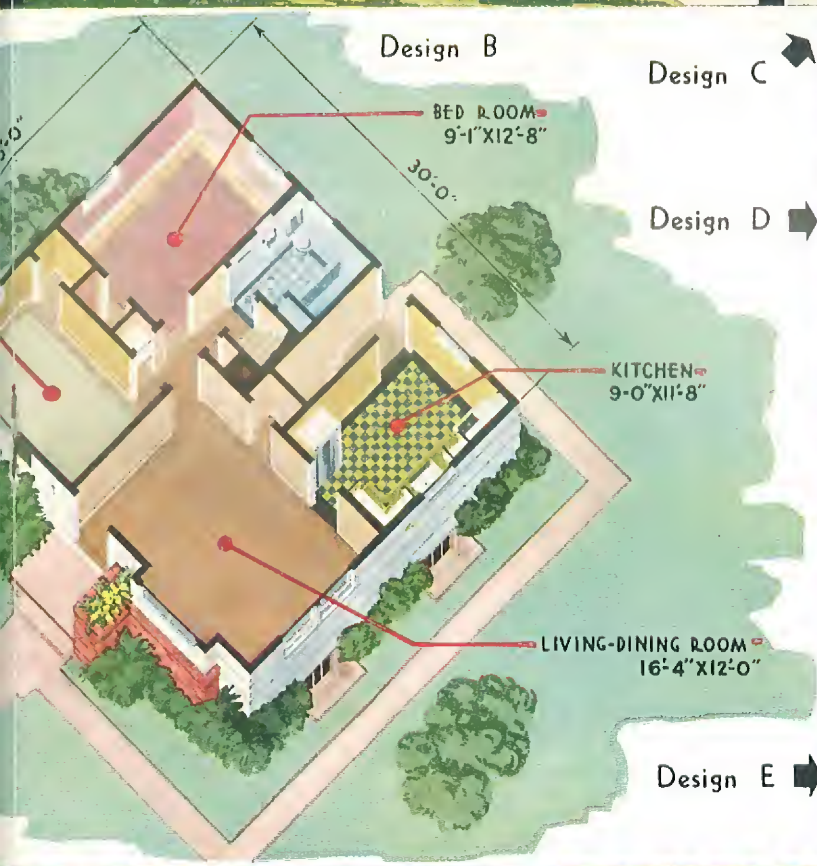 Design B
Design C
BED ROOM
9'-1"X12'-8"
30'-0"
Design D
KITCHEN
9-0"X11'-8"
LIVING-DINING ROOM
16'-4"X12'-0"
Design E